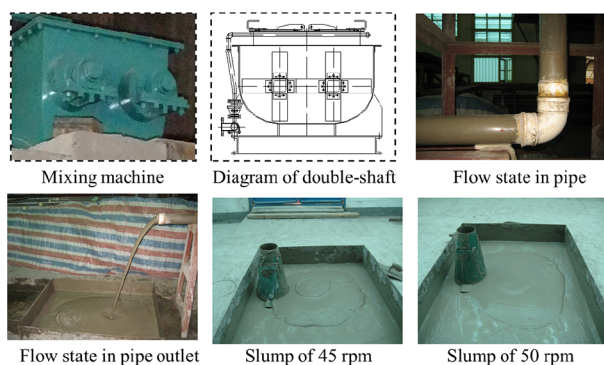 Mixing machine
Diagram of double-shaft
Flow state in pipe
Flow state in pipe outlet
Slump of 45 rpm
Slump of 50 rpm